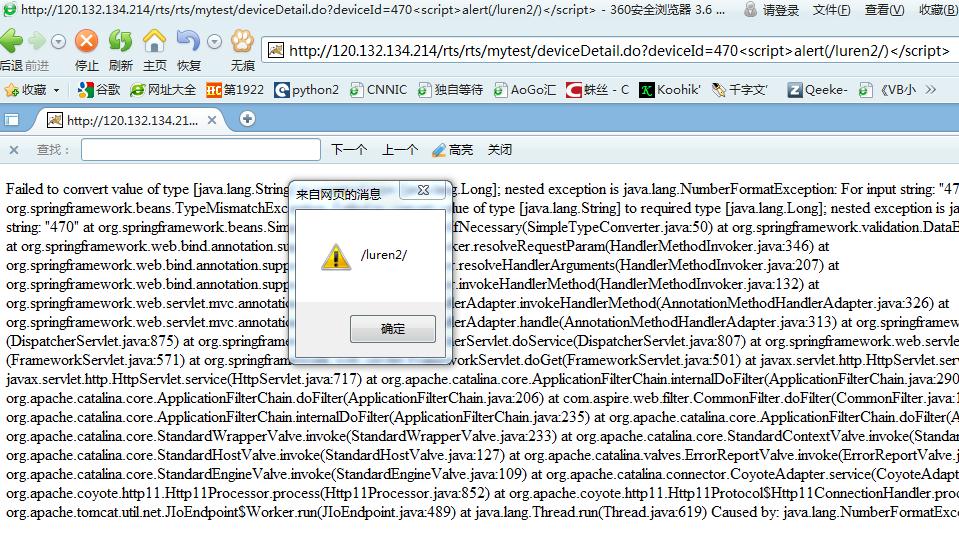 http://120.132.134.214/rts/rts/mytest/deviceDetail.do?deviceId=470<script>alert(/luren2/)</script> - 360安全浏览器 3.6 ... 请登录 文件(F) 查看(V) 收藏(B)
后退 前进 停止 刷新 主页 恢复 无痕 http://120.132.134.214/rts/rts/mytest/deviceDetail.do?deviceId=470<script>alert(/luren2/)</script>
收藏 谷歌 网址大全 第1922 python2 CNNIC 独自等待 AoGo汇 蛛丝 - C Koohik' 千字文' Qeeke- 《VB小 >>
http://120.132.134.21...
查找： 下一个 上一个 高亮 关闭
Failed to convert value of type [java.lang.String ng.Long]; nested exception is java.lang.NumberFormatException: For input string: "47
org.springframework.beans.TypeMismatchExc alue of type [java.lang.String] to required type [java.lang.Long]; nested exception is ja
string: "470" at org.springframework.beans.Sim fNecessary(SimpleTypeConverter.java:50) at org.springframework.validation.DataB
at org.springframework.web.bind.annotation.su ker.resolveRequestParam(HandlerMethodInvoker.java:346) at
org.springframework.web.bind.annotation.supp .resolveHandlerArguments(HandlerMethodInvoker.java:207) at
org.springframework.web.bind.annotation.supp .invokeHandlerMethod(HandlerMethodInvoker.java:132) at
org.springframework.web.servlet.mvc.annotatio erAdapter.invokeHandlerMethod(AnnotationMethodHandlerAdapter.java:326) at
org.springframework.web.servlet.mvc.annotatio erAdapter.handle(AnnotationMethodHandlerAdapter.java:313) at org.springframew
(DispatcherServlet.java:875) at org.springframe erServlet.doService(DispatcherServlet.java:807) at org.springframework.web.servle
(FrameworkServlet.java:571) at org.springfram workServlet.doGet(FrameworkServlet.java:501) at javax.servlet.http.HttpServlet.serv
javax.servlet.http.HttpServlet.service(HttpServlet.java:717) at org.apache.catalina.core.ApplicationFilterChain.internalDoFilter(ApplicationFilterChain.java:290
org.apache.catalina.core.ApplicationFilterChain.doFilter(ApplicationFilterChain.java:206) at com.aspire.web.filter.CommonFilter.doFilter(CommonFilter.java:1
org.apache.catalina.core.ApplicationFilterChain.internalDoFilter(ApplicationFilterChain.java:235) at org.apache.catalina.core.ApplicationFilterChain.doFilter(A
org.apache.catalina.core.StandardWrapperValve.invoke(StandardWrapperValve.java:233) at org.apache.catalina.core.StandardContextValve.invoke(Stand
org.apache.catalina.core.StandardHostValve.invoke(StandardHostValve.java:127) at org.apache.catalina.valves.ErrorReportValve.invoke(ErrorReportValve.j
org.apache.catalina.core.StandardEngineValve.invoke(StandardEngineValve.java:109) at org.apache.catalina.connector.CoyoteAdapter.service(CoyoteAdapt
org.apache.coyote.http11.Http11Processor.process(Http11Processor.java:852) at org.apache.coyote.http11.Http11Protocol$Http11ConnectionHandler.proc
org.apache.tomcat.util.net.JIoEndpoint$Worker.run(JIoEndpoint.java:489) at java.lang.Thread.run(Thread.java:619) Caused by: java.lang.NumberFormatExce
来自网页的消息
/luren2/
确定